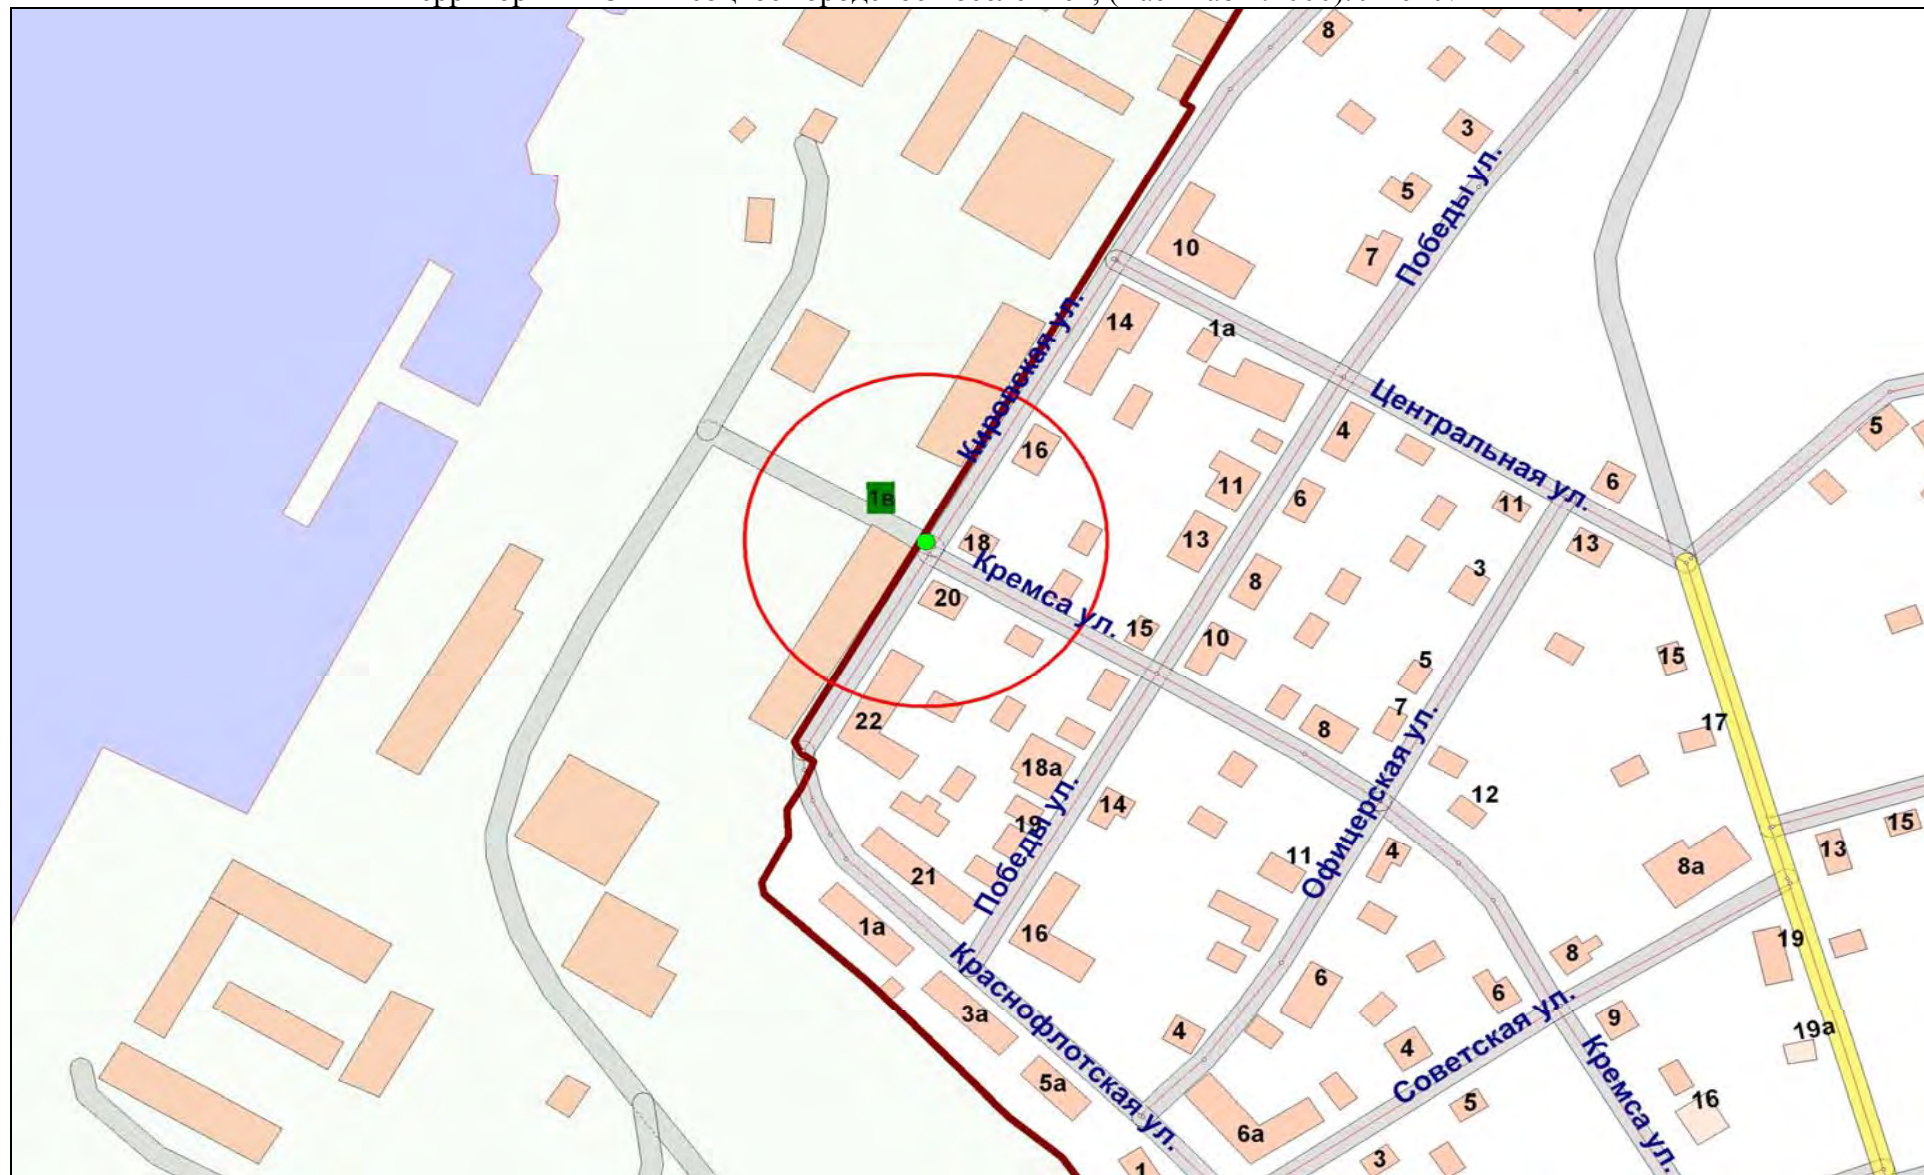 8
3
Победы ул.
5
10
7
Кировская ул.
14
1а
Центральная ул.
4
5
16
11
6
6
11
1в
18
13
13
Кремса ул.
8
3
20
15
10
5
15
22
8
7
17
18а
14
12
19
Победы ул.
Офицерская ул.
15
21
11
4
13
8а
1а
16
19
8
Краснофлотская ул.
6
6
3а
9
4
4
Советская ул.
19а
Кремса ул.
5а
5
16
6а
1
3